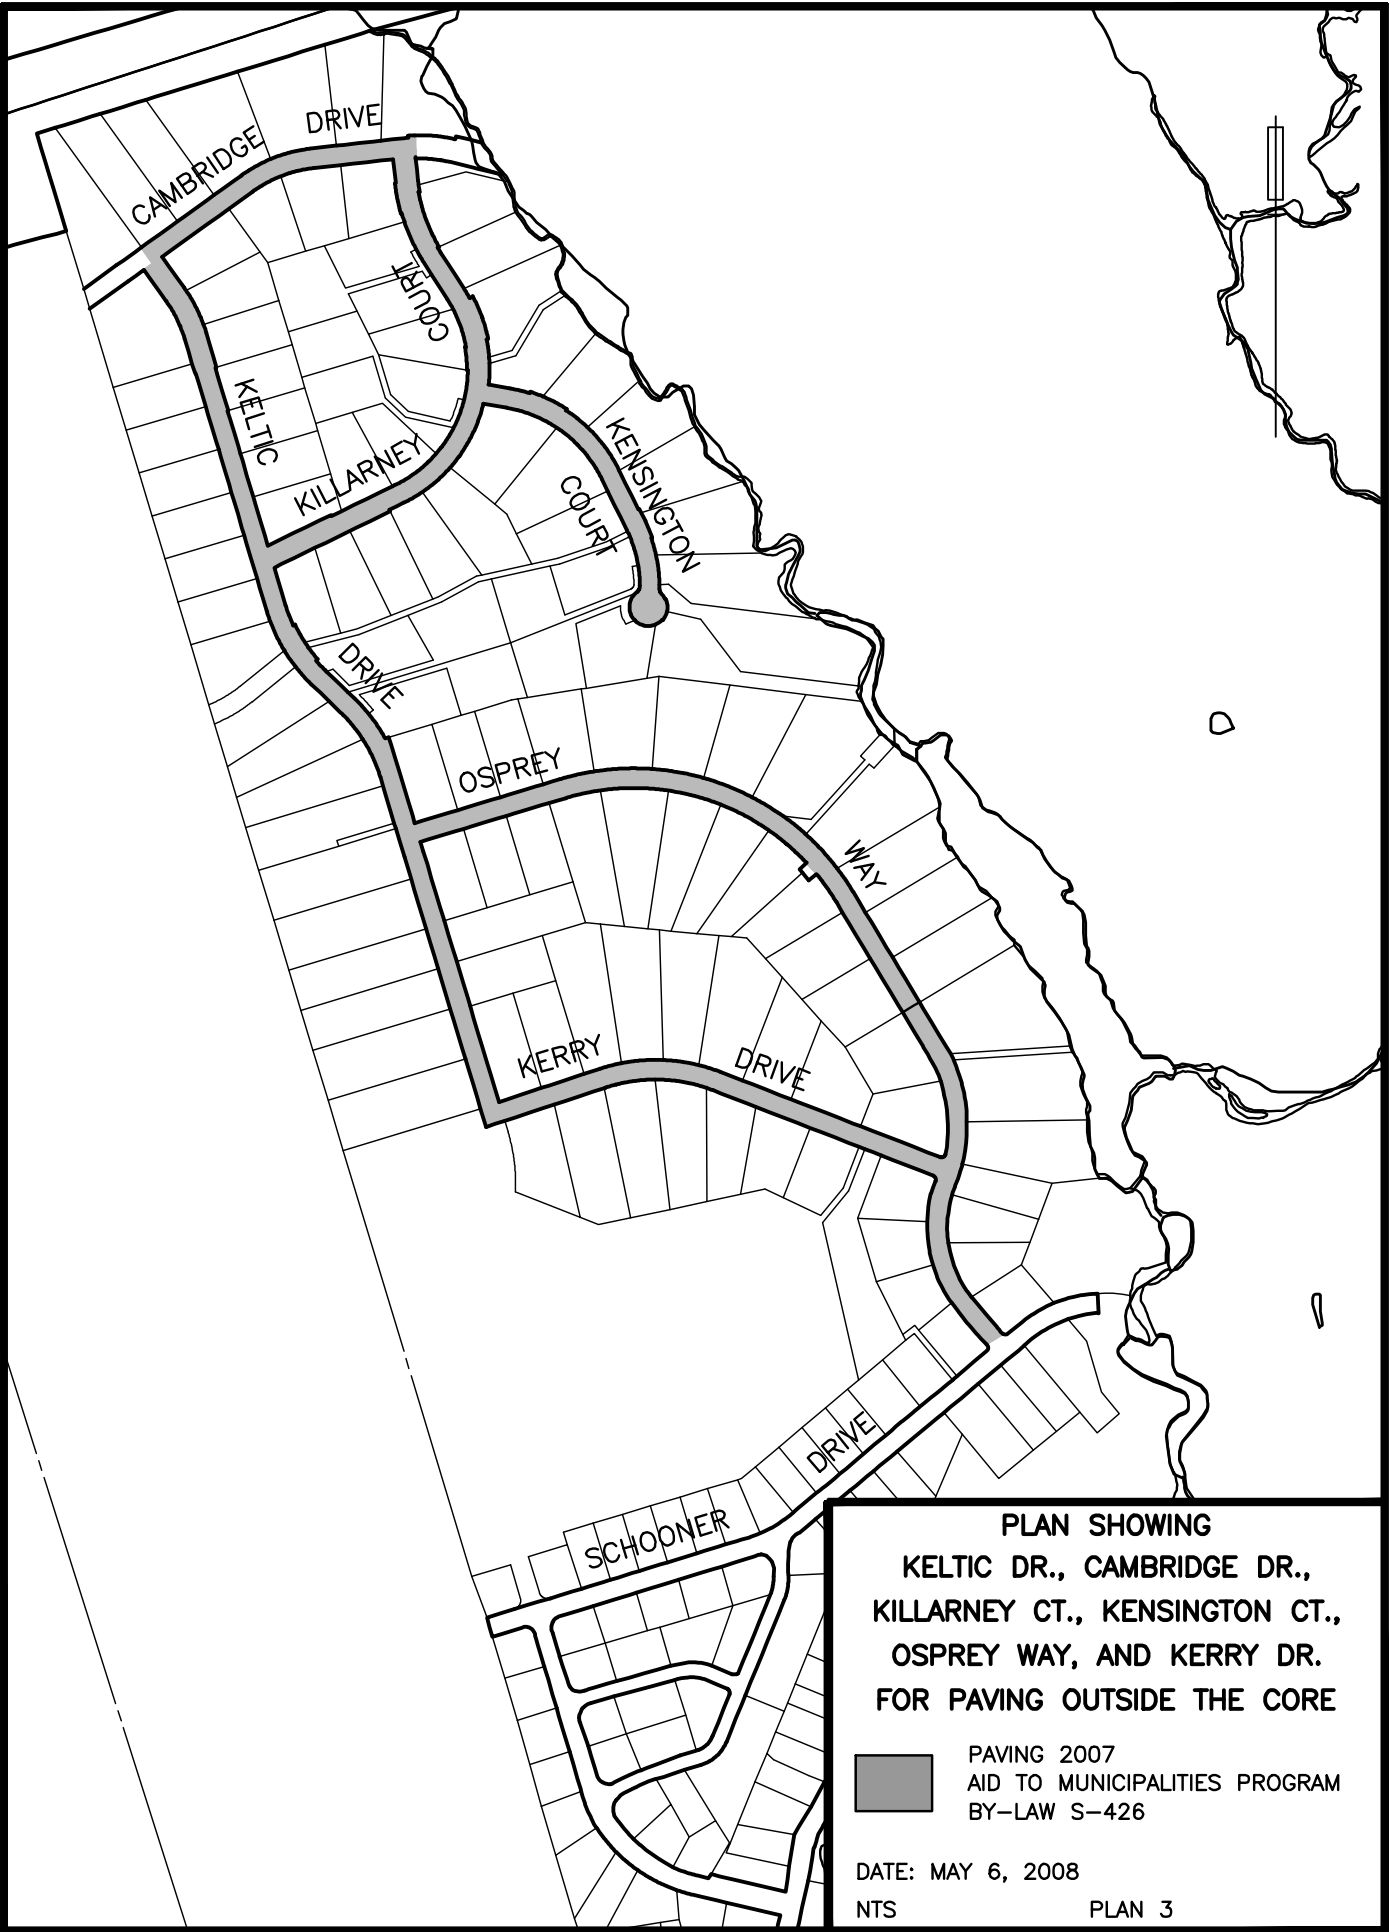 CAMBRIDGE DRIVE
COURT
KELTIC
KILLARNEY
KENSINGTON
COURT
DRIVE
OSPREY
WAY
KERRY DRIVE
DRIVE
SCHOONER
PLAN SHOWING
KELTIC DR., CAMBRIDGE DR.,
KILLARNEY CT., KENSINGTON CT.,
OSPREY WAY, AND KERRY DR.
FOR PAVING OUTSIDE THE CORE
PAVING 2007
AID TO MUNICIPALITIES PROGRAM
BY-LAW S-426
DATE: MAY 6, 2008
NTS PLAN 3